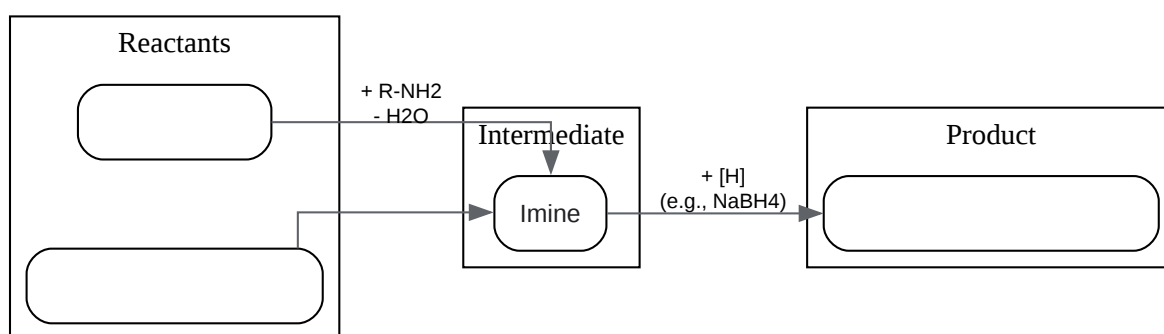 Reactants
+ R-NH2
- H2O
Intermediate
Imine
+ [H]
(e.g., NaBH4)
Product